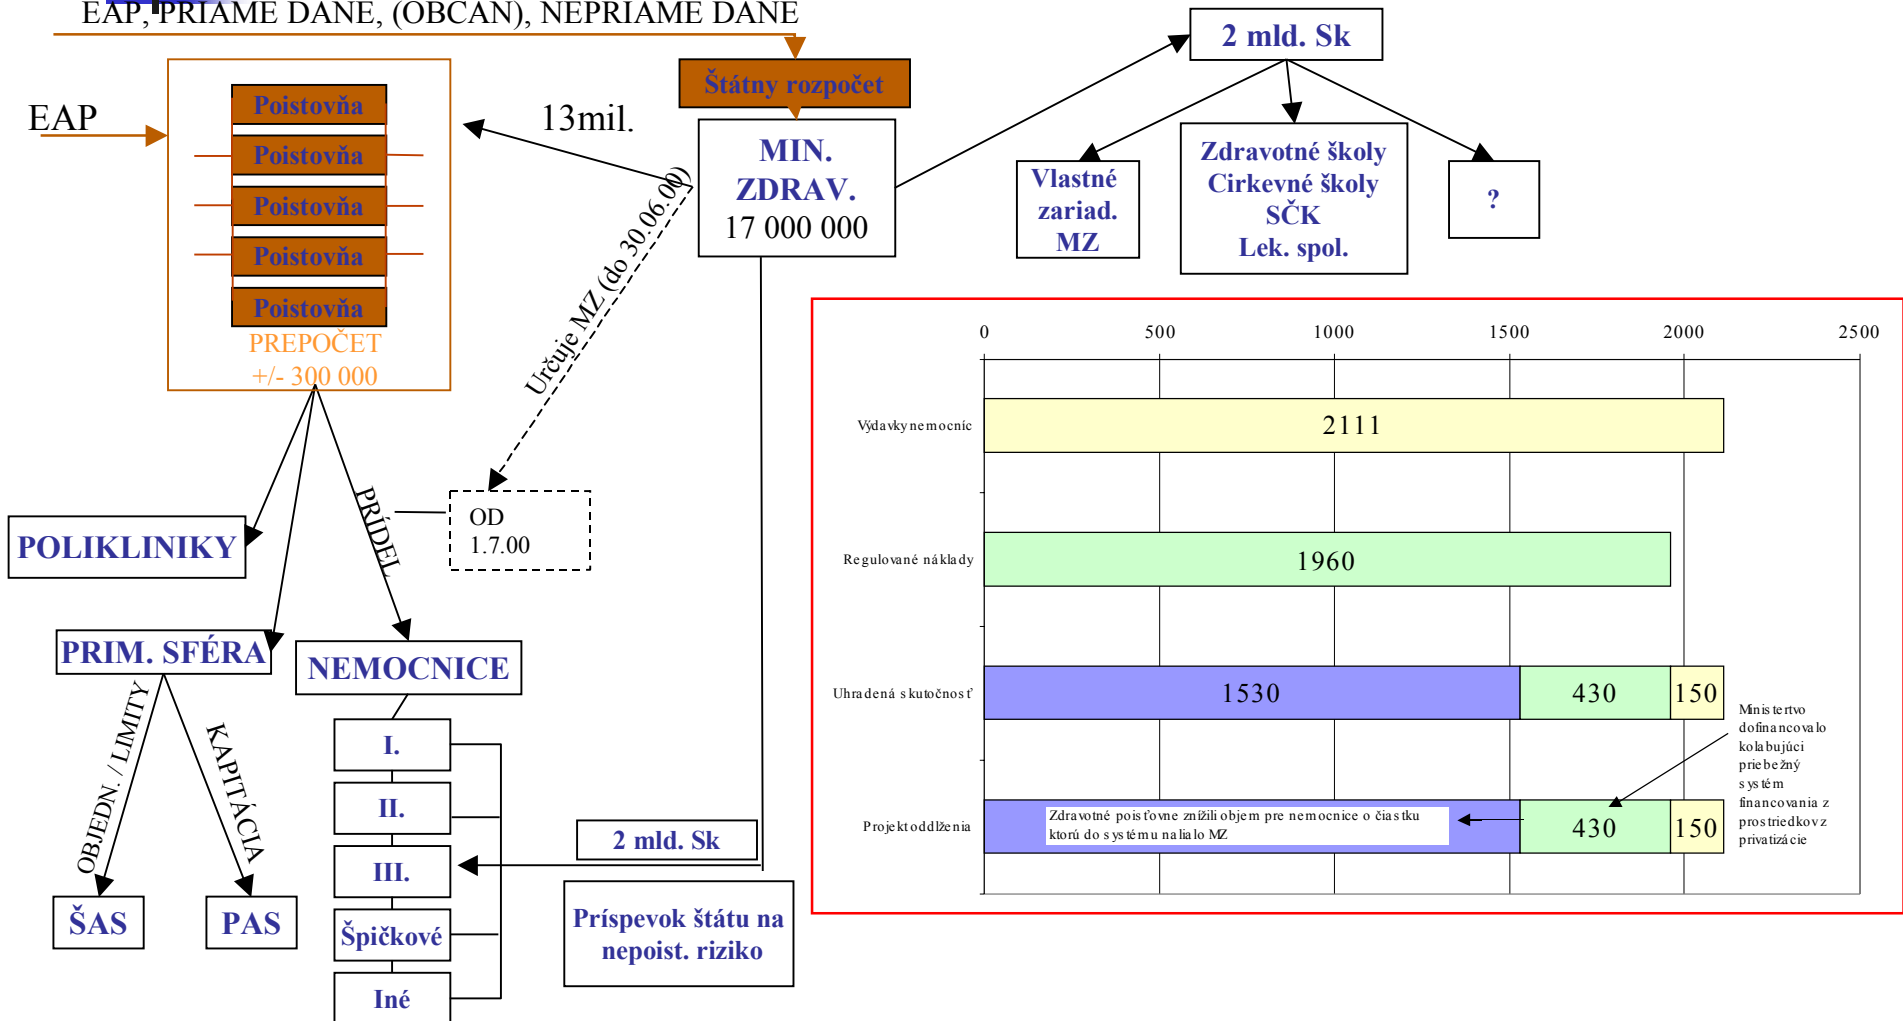 EAP, PRIAME DANE, (OBČAN), NEPRIAME DANE
2 mld. Sk
Štátny rozpočet
EAP
Poistovňa
Poistovňa
Poistovňa
Poistovňa
Poistovňa
PREPOČET
+/- 300 000
13mil.
MIN.
ZDRAV.
17 000 000
Vlastné
zariad.
MZ
Zdravotné školy
Cirkevné školy
SČK
Lek. spol.
?
Určuje MZ (do 30.06.00)
PRÍDEL
OD
1.7.00
POLIKLINIKY
PRIM. SFÉRA
NEMOCNICE
OBJEDN. / LIMITY
KAPITÁCIA
ŠAS
PAS
I.
II.
III.
Špičkové
Iné
2 mld. Sk
Príspevok štátu na
nepoist. riziko
0 500 1000 1500 2000 2500
Výdavky nemocníc
2111
Regulované náklady
1960
Uhradená skutočnosť
1530 430 150
Projekt oddlženia
Zdravotné poisťovne znížili objem pre nemocnice o čiastku
ktorú do systému nalialo MZ
430 150
Ministertvo
dofinancovalo
kolabujúci
priebežný
systém
financovania z
prostriedkov z
privatizácie